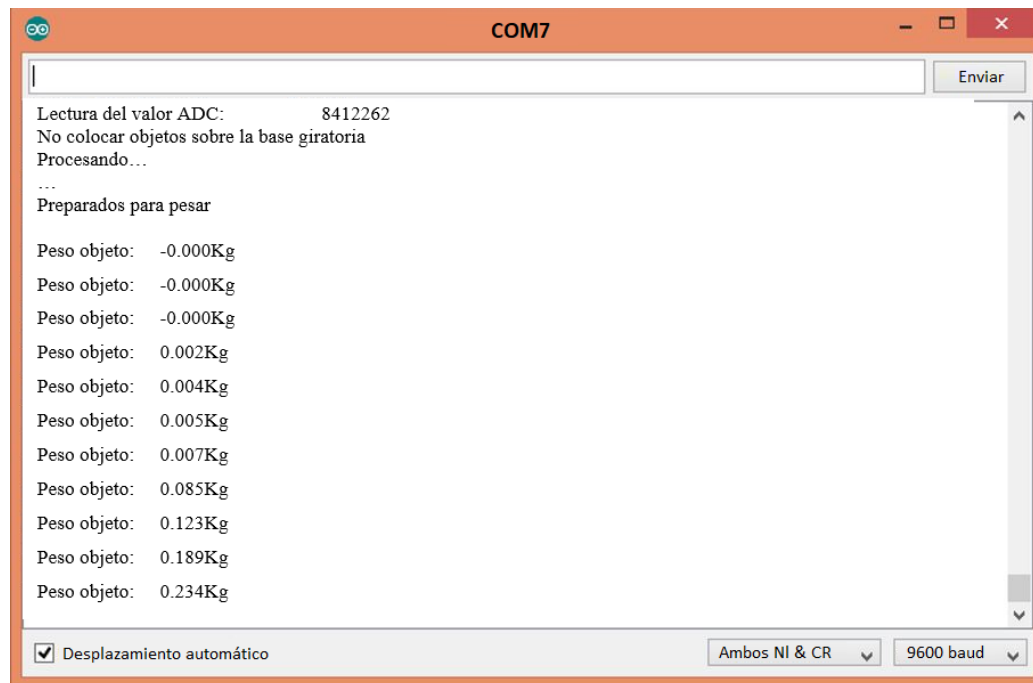 COM7
Enviar
Lectura del valor ADC: 8412262
No colocar objetos sobre la base giratoria
Procesando…
…
Preparados para pesar
Peso objeto: -0.000Kg
Peso objeto: -0.000Kg
Peso objeto: -0.000Kg
Peso objeto: 0.002Kg
Peso objeto: 0.004Kg
Peso objeto: 0.005Kg
Peso objeto: 0.007Kg
Peso objeto: 0.085Kg
Peso objeto: 0.123Kg
Peso objeto: 0.189Kg
Peso objeto: 0.234Kg
Desplazamiento automático Ambos Nl & CR 9600 baud